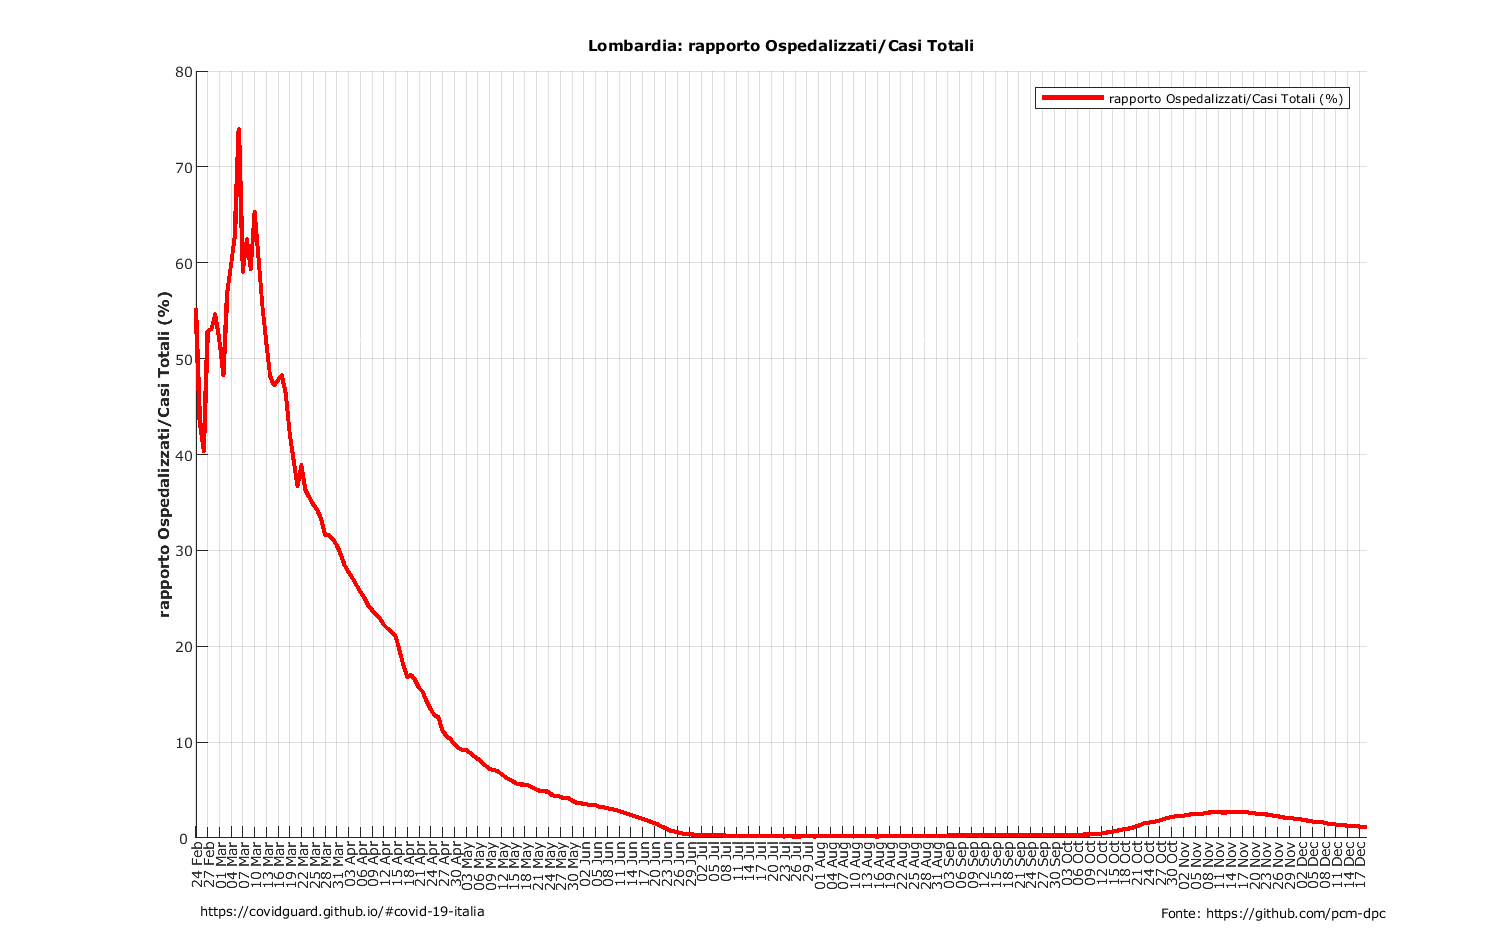 Lombardia: rapporto Ospedalizzati/Casi Totali
rapporto Ospedalizzati/Casi Totali (%)
rapporto Ospedalizzati/Casi Totali (%)
80
70
60
50
40
30
20
10
0
24 Feb
27 Feb
01 Mar
04 Mar
07 Mar
10 Mar
13 Mar
16 Mar
19 Mar
22 Mar
25 Mar
28 Mar
31 Mar
03 Apr
06 Apr
09 Apr
12 Apr
15 Apr
18 Apr
21 Apr
24 Apr
27 Apr
30 Apr
03 May
06 May
09 May
12 May
15 May
18 May
21 May
24 May
27 May
30 May
02 Jun
05 Jun
08 Jun
11 Jun
14 Jun
17 Jun
20 Jun
23 Jun
26 Jun
29 Jun
02 Jul
05 Jul
08 Jul
11 Jul
14 Jul
17 Jul
20 Jul
23 Jul
26 Jul
29 Jul
01 Aug
04 Aug
07 Aug
10 Aug
13 Aug
16 Aug
19 Aug
22 Aug
25 Aug
28 Aug
31 Aug
03 Sep
06 Sep
09 Sep
12 Sep
15 Sep
18 Sep
21 Sep
24 Sep
27 Sep
30 Sep
03 Oct
06 Oct
09 Oct
12 Oct
15 Oct
18 Oct
21 Oct
24 Oct
27 Oct
30 Oct
02 Nov
05 Nov
08 Nov
11 Nov
14 Nov
17 Nov
20 Nov
23 Nov
26 Nov
29 Nov
02 Dec
05 Dec
08 Dec
11 Dec
14 Dec
17 Dec
https://covidguard.github.io/#covid-19-italia
Fonte: https://github.com/pcm-dpc